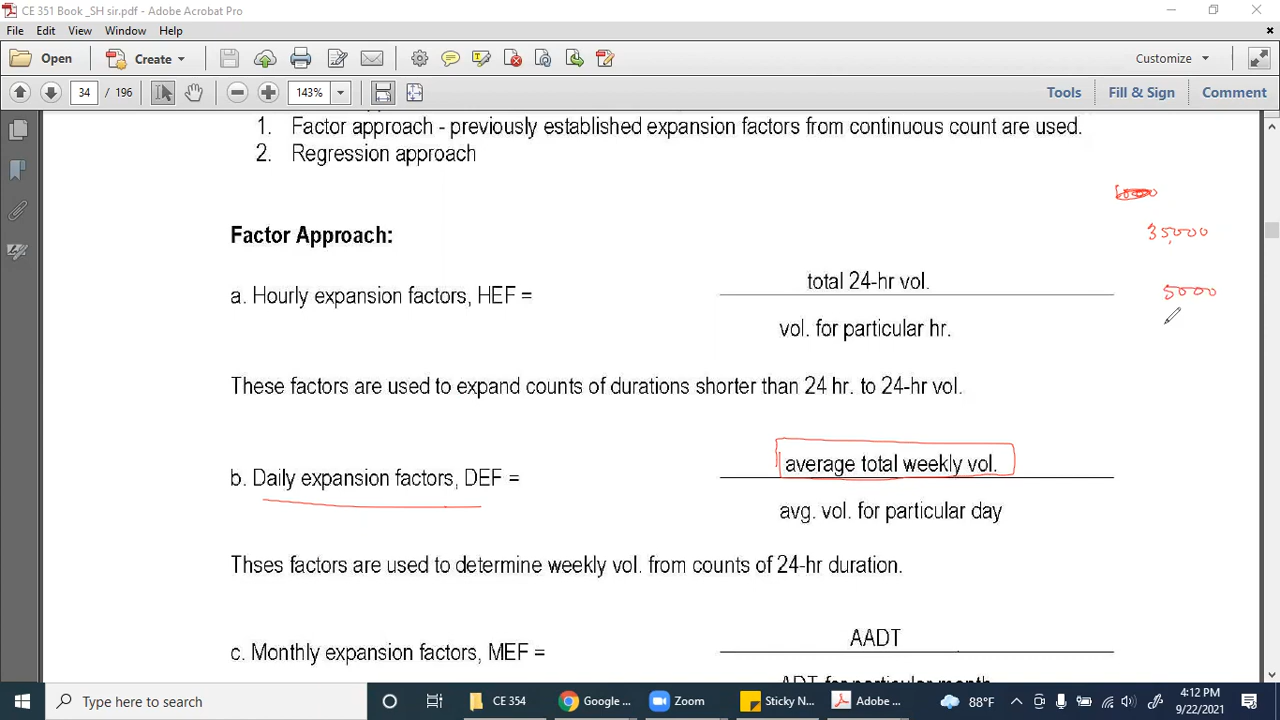 CE 351 Book _SH sir.pdf - Adobe Acrobat Pro
File Edit View Window Help
Open Create Customize
34 / 196 143% Tools Fill & Sign Comment
1. Factor approach - previously established expansion factors from continuous count are used.
2. Regression approach
35,000
Factor Approach:
total 24-hr vol.
a. Hourly expansion factors, HEF =
5000
vol. for particular hr.
These factors are used to expand counts of durations shorter than 24 hr. to 24-hr vol.
average total weekly vol.
b. Daily expansion factors, DEF =
avg. vol. for particular day
Thses factors are used to determine weekly vol. from counts of 24-hr duration.
AADT
c. Monthly expansion factors, MEF =
ADT for particular month
Type here to search CE 354 Google ... Zoom Sticky N... Adobe ... 88°F 4:12 PM
9/22/2021